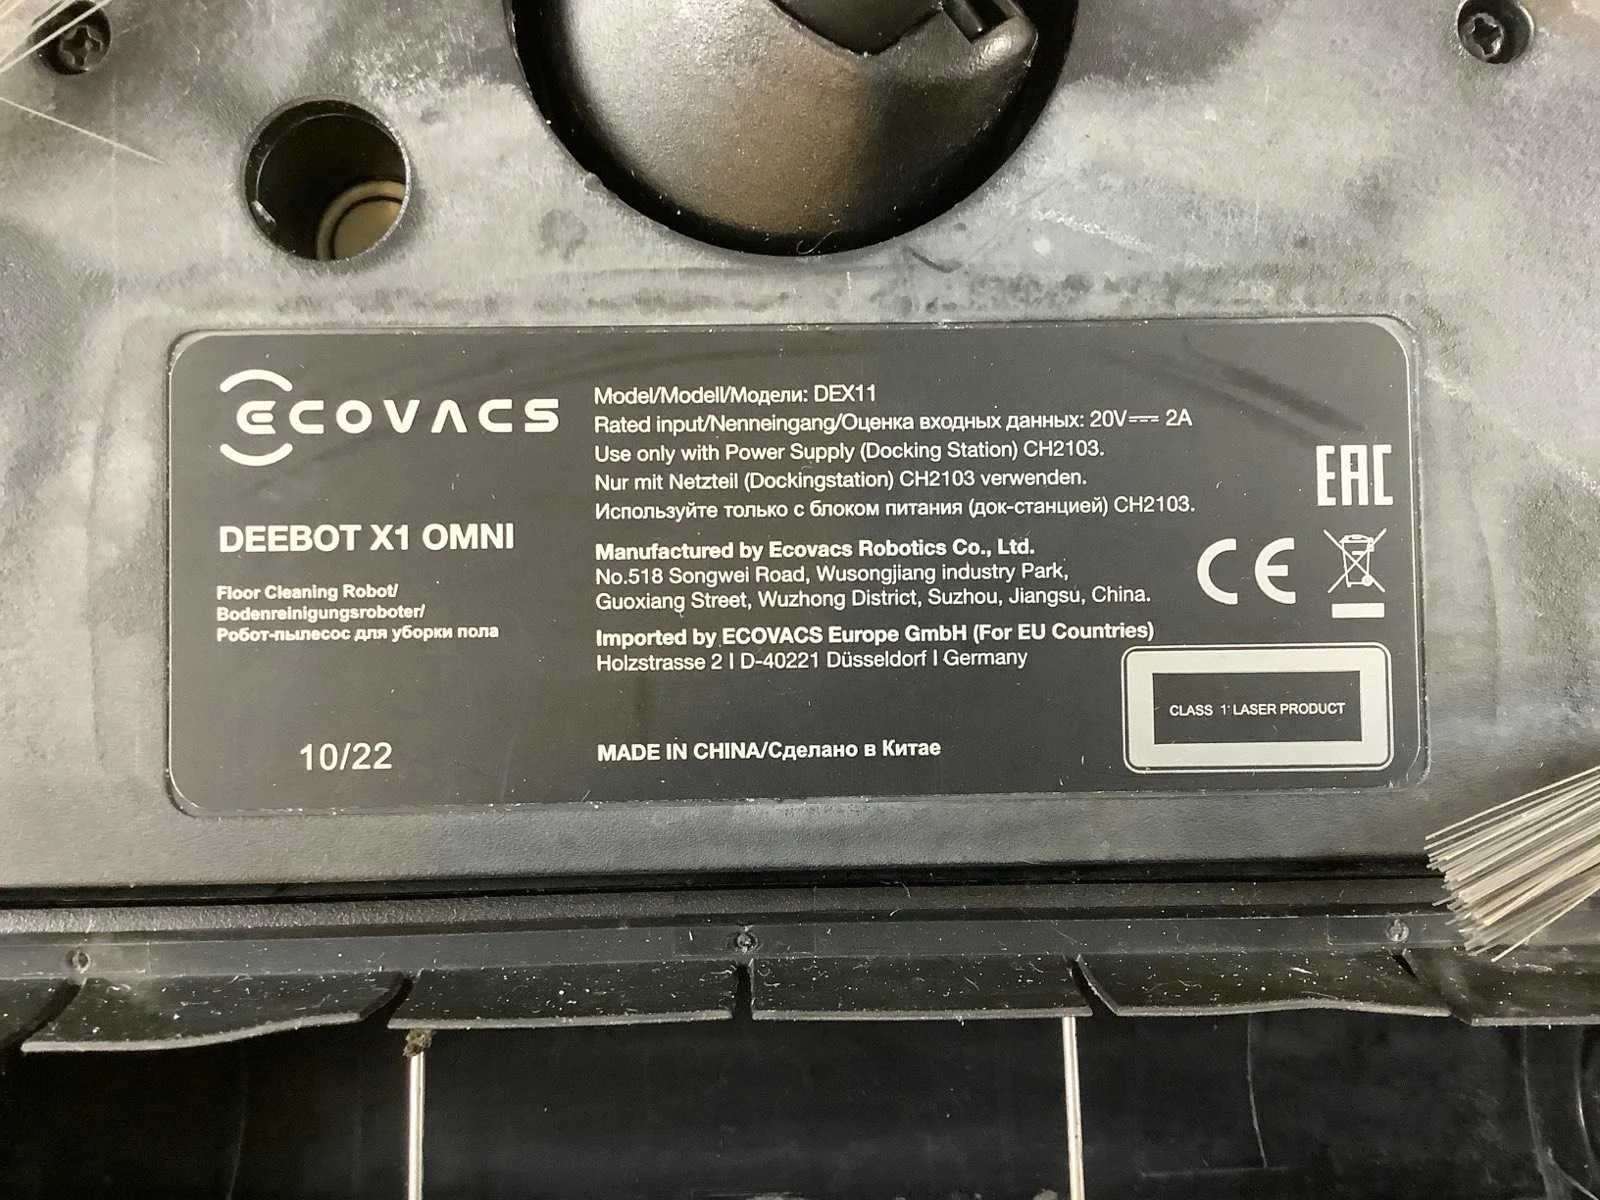 ECOVACS
DEEBOT X1 OMNI
Floor Cleaning Robot/
Bodenreinigungsroboter/
Робот-пылесос для уборки пола
10/22
Model/Modell/Модели: DEX11
Rated input/Nenneingang/Оценка входных данных: 20V⎓ 2A
Use only with Power Supply (Docking Station) CH2103.
Nur mit Netzteil (Dockingstation) CH2103 verwenden.
Используйте только с блоком питания (док-станцией) CH2103.
Manufactured by Ecovacs Robotics Co., Ltd.
No.518 Songwei Road, Wusongjiang industry Park,
Guoxiang Street, Wuzhong District, Suzhou, Jiangsu, China.
Imported by ECOVACS Europe GmbH (For EU Countries)
Holzstrasse 2 I D-40221 Düsseldorf I Germany
MADE IN CHINA/Сделано в Китае
EAC
CE
CLASS 1 LASER PRODUCT